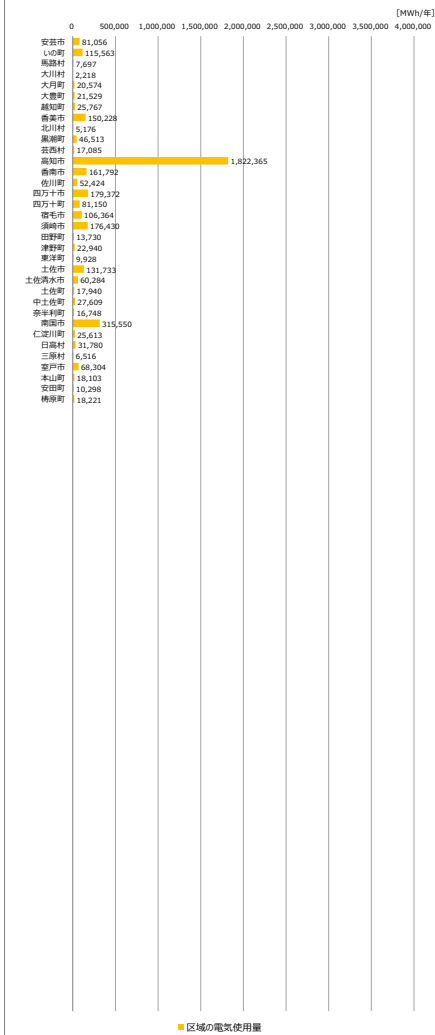 [MWh/年]
0 500,000 1,000,000 1,500,000 2,000,000 2,500,000 3,000,000 3,500,000 4,000,000
安芸市 81,056
いの町 115,563
馬路村 7,697
大川村 2,218
大月町 20,574
大豊町 21,529
越知町 25,767
香美市 150,228
北川村 5,176
黒潮町 46,513
芸西村 17,085
高知市 1,822,365
香南市 161,792
佐川町 52,424
四万十市 179,372
四万十町 81,150
宿毛市 106,364
須崎市 176,430
田野町 13,730
津野町 22,940
東洋町 9,928
土佐市 131,733
土佐清水市 60,284
土佐町 17,940
中土佐町 27,609
奈半利町 16,748
南国市 315,550
仁淀川町 25,613
日高村 31,780
三原村 6,516
室戸市 68,304
本山町 18,103
安田町 10,298
梼原町 18,221
区域の電気使用量